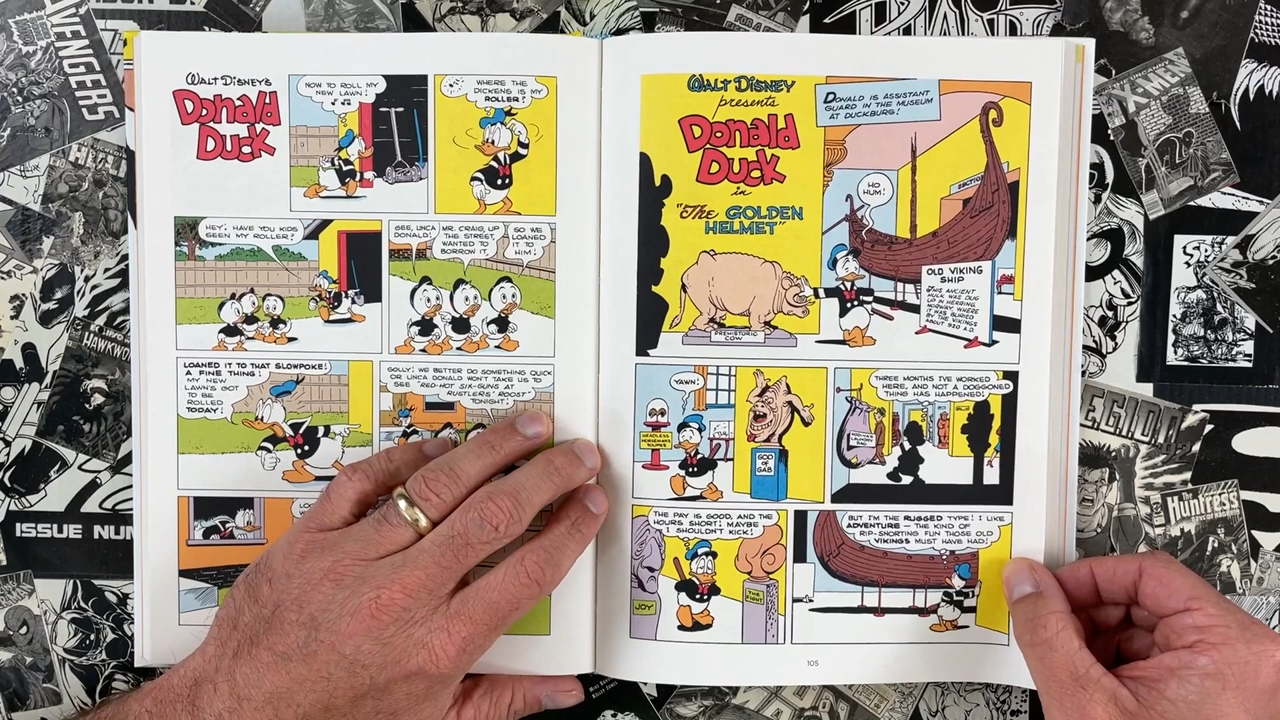 WALT DISNEY'S
Donald
Duck
NOW TO ROLL MY
NEW LAWN!
WHERE THE
DICKENS IS MY
ROLLER?
HEY! HAVE YOU KIDS
SEEN MY ROLLER?
GEE, UNCA
DONALD!
MR. CRAIG, UP
THE STREET,
WANTED TO
BORROW IT,
SO WE
LOANED
IT TO
HIM!
LOANED IT TO THAT SLOWPOKE!
A FINE THING!
MY NEW
LAWN'S GOT
TO BE
ROLLED
TODAY!
GOLLY! WE BETTER DO SOMETHING QUICK
OR UNCA DONALD WON'T TAKE US TO
SEE "RED-HOT SIX-GUNS AT
RUSTLERS' ROOST"
TONIGHT!
WALT DISNEY
presents
Donald
Duck
in
"The GOLDEN
HELMET"
DONALD IS ASSISTANT
GUARD IN THE MUSEUM
AT DUCKBURG!
HO
HUM!
PREHISTORIC
COW
OLD VIKING
SHIP
THIS ANCIENT
HULK WAS DUG
UP IN HERRING,
NORWAY, WHERE
IT WAS BURIED
BY THE VIKINGS
ABOUT 920 A.D.
YAWN!
HEADLESS
HORSEMAN'S
TOUPEE
GOD
OF
GAB
THREE MONTHS I'VE WORKED
HERE, AND NOT A DOGGONED
THING HAS HAPPENED!
THE PAY IS GOOD, AND THE
HOURS SHORT! MAYBE
I SHOULDN'T KICK!
JOY
THE
BUT I'M THE RUGGED TYPE! I LIKE
ADVENTURE — THE KIND OF
RIP-SNORTING FUN THOSE OLD
VIKINGS MUST HAVE HAD!
105
AVENGERS
X-MEN
HAWKWO
ISSUE NUM
LEGION
The
Huntress